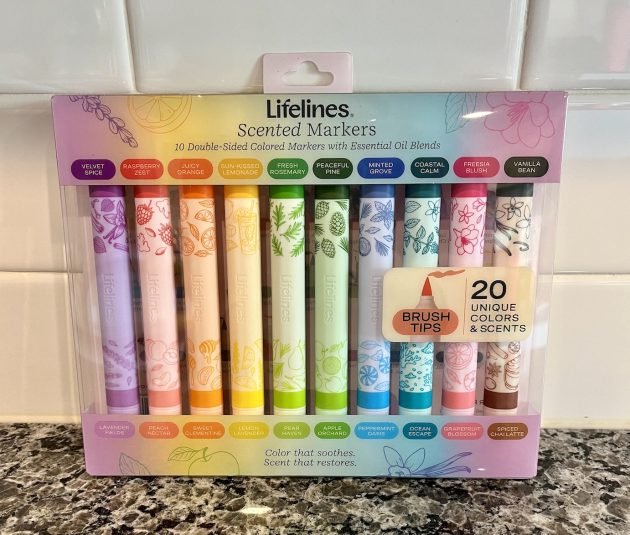 Lifelines®
Scented Markers
10 Double-Sided Colored Markers with Essential Oil Blends
VELVET SPICE
RASPBERRY ZEST
JUICY ORANGE
SUN-KISSED LEMONADE
FRESH ROSEMARY
PEACEFUL PINE
MINTED GROVE
COASTAL CALM
FREESIA BLUSH
VANILLA BEAN
Lifelines
Lifelines
Lifelines
BRUSH TIPS
20
UNIQUE
COLORS
& SCENTS
LAVENDER FIELDS
PEACH NECTAR
SWEET CLEMENTINE
LEMON LAVENDER
PEAR HAVEN
APPLE ORCHARD
PEPPERMINT
OCEAN ESCAPE
GRAPEFRUIT BLOSSOM
SPICED CHAI LATTE
Color that soothes.
Scent that restores.